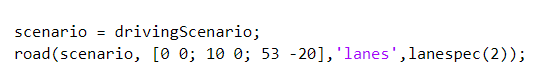 scenario = drivingScenario;
road(scenario, [0 0; 10 0; 53 -20],'lanes',lanespec(2));